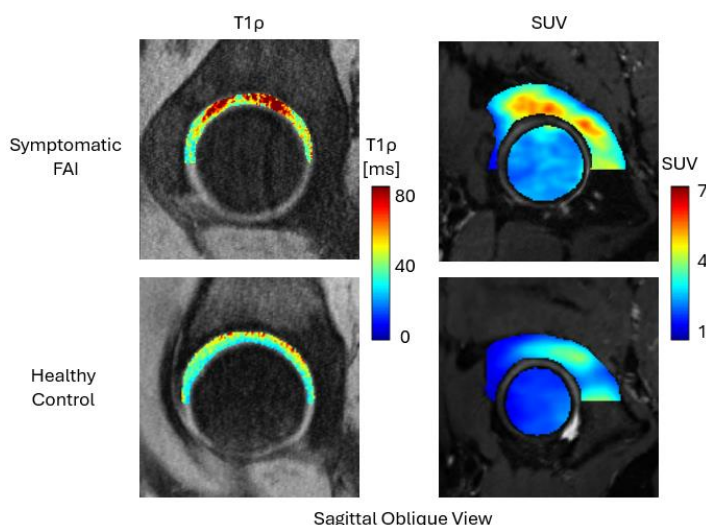 T1ρ
SUV
Symptomatic
FAI
T1ρ
[ms]
80
40
0
SUV
7
4
1
Healthy
Control
Sagittal Oblique View